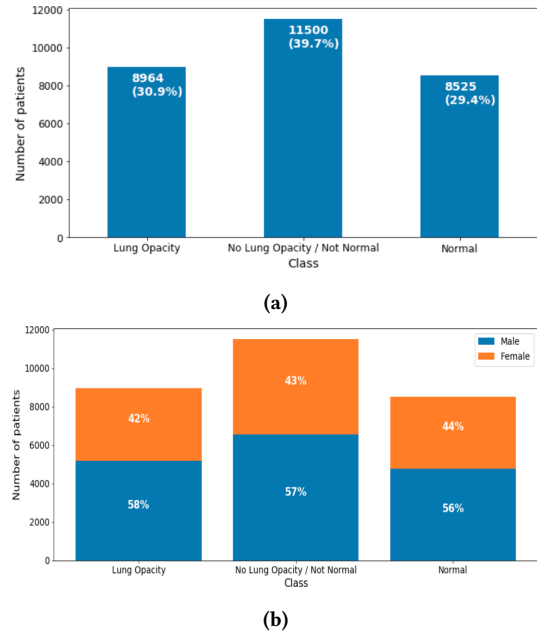 12000
10000
8000
6000
4000
2000
0
Number of patients
8964
(30.9%)
11500
(39.7%)
8525
(29.4%)
Lung Opacity
No Lung Opacity / Not Normal
Normal
Class
(a)
12000
10000
8000
6000
4000
2000
0
Number of patients
Male
Female
42%
43%
44%
58%
57%
56%
Lung Opacity
No Lung Opacity / Not Normal
Normal
Class
(b)